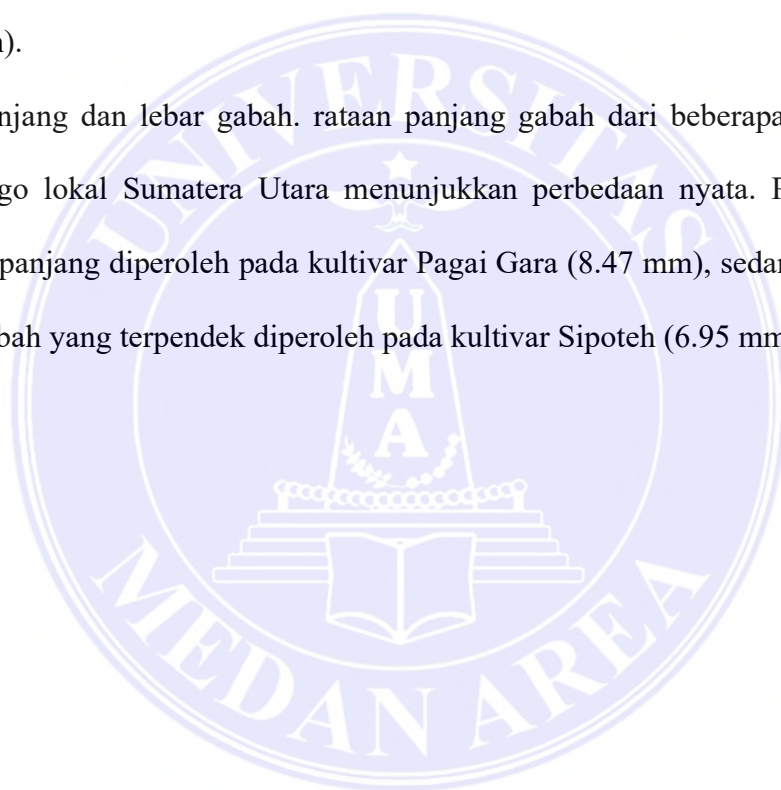 ).
njang dan lebar gabah. rataan panjang gabah dari beberapa
go lokal Sumatera Utara menunjukkan perbedaan nyata.
panjang diperoleh pada kultivar Pagai Gara (8.47 mm), sedan
bah yang terpendek diperoleh pada kultivar Sipoteh (6.95 mm
UNIVERSITAS
UMA
MEDAN AREA